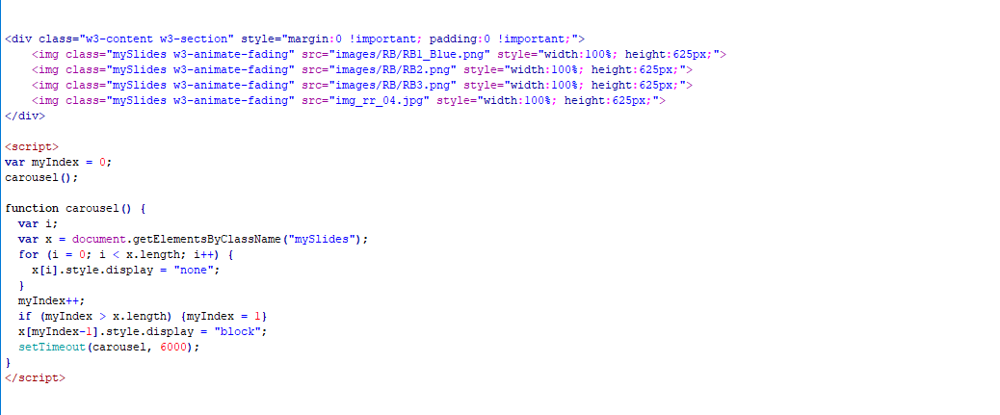 <div class="w3-content w3-section" style="margin:0 !important; padding:0 !important;">
    <img class="mySlides w3-animate-fading" src="images/RB/RB1_Blue.png" style="width:100%; height:625px;">
    <img class="mySlides w3-animate-fading" src="images/RB/RB2.png" style="width:100%; height:625px;">
    <img class="mySlides w3-animate-fading" src="images/RB/RB3.png" style="width:100%; height:625px;">
    <img class="mySlides w3-animate-fading" src="img_rr_04.jpg" style="width:100%; height:625px;">
</div>

<script>
var myIndex = 0;
carousel();

function carousel() {
  var i;
  var x = document.getElementsByClassName("mySlides");
  for (i = 0; i < x.length; i++) {
    x[i].style.display = "none";
  }
  myIndex++;
  if (myIndex > x.length) {myIndex = 1}
  x[myIndex-1].style.display = "block";
  setTimeout(carousel, 6000);
}
</script>